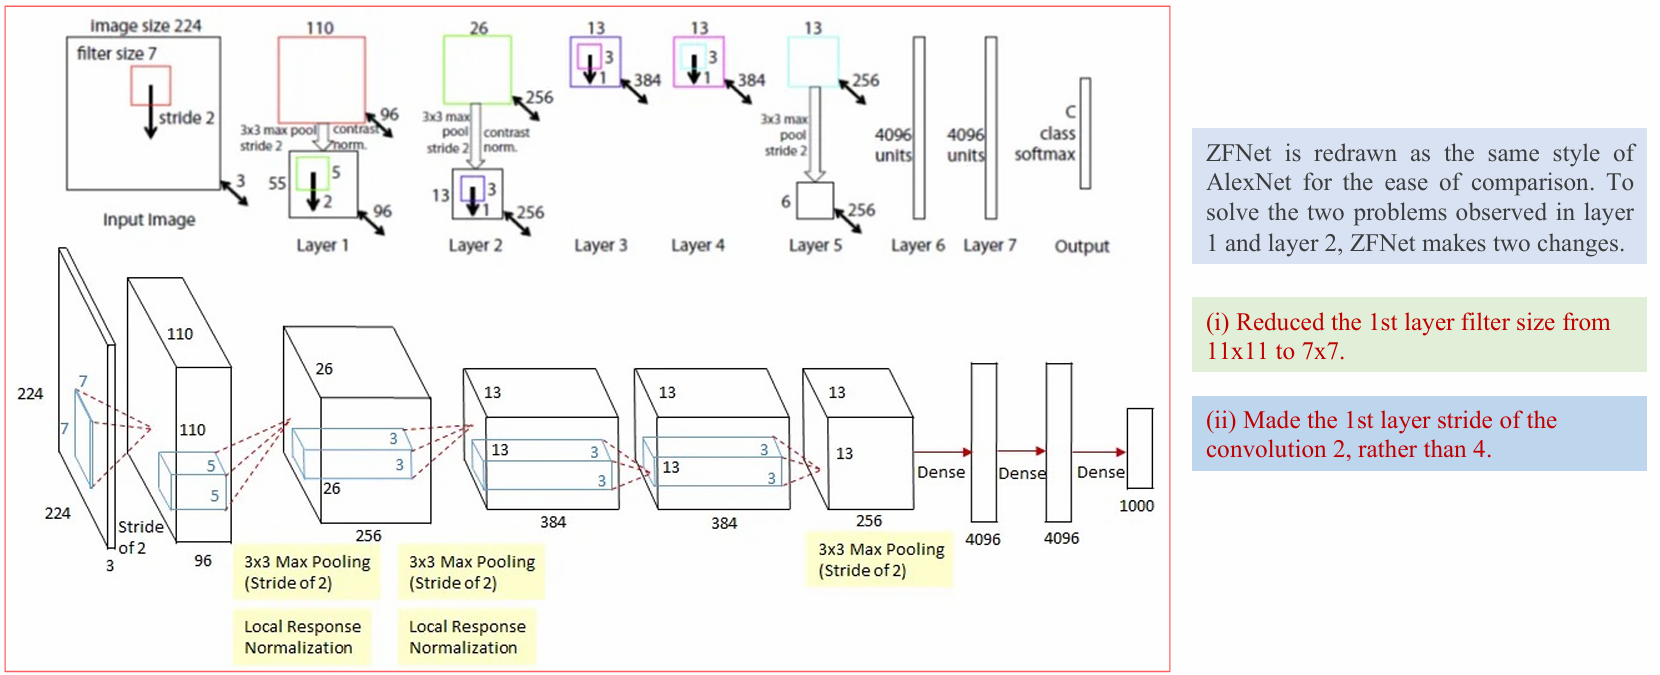 image size 224
110
26
13
13
13
filter size 7
3
3
stride 2
1
384
1
384
256
256
96
3x3 max pool
stride 2
contrast
norm.
3x3 max
pool
stride 2
contrast
norm.
3x3 max
pool
stride 2
4096
units
4096
units
C
class
softmax
3
55
5
2
96
13
3
1
256
6
256
Input Image
Layer 1
Layer 2
Layer 3
Layer 4
Layer 5
Layer 6
Layer 7
Output
110
26
13
13
13
224
7
7
110
5
5
3
3
26
13
3
3
13
3
3
13
Dense
Dense
Dense
224
Stride
of 2
3
96
256
384
384
256
4096
4096
1000
3x3 Max Pooling
(Stride of 2)
3x3 Max Pooling
(Stride of 2)
3x3 Max Pooling
(Stride of 2)
Local Response
Normalization
Local Response
Normalization
ZFNet is redrawn as the same style of
AlexNet for the ease of comparison. To
solve the two problems observed in layer
1 and layer 2, ZFNet makes two changes.
(i) Reduced the 1st layer filter size from
11x11 to 7x7.
(ii) Made the 1st layer stride of the
convolution 2, rather than 4.